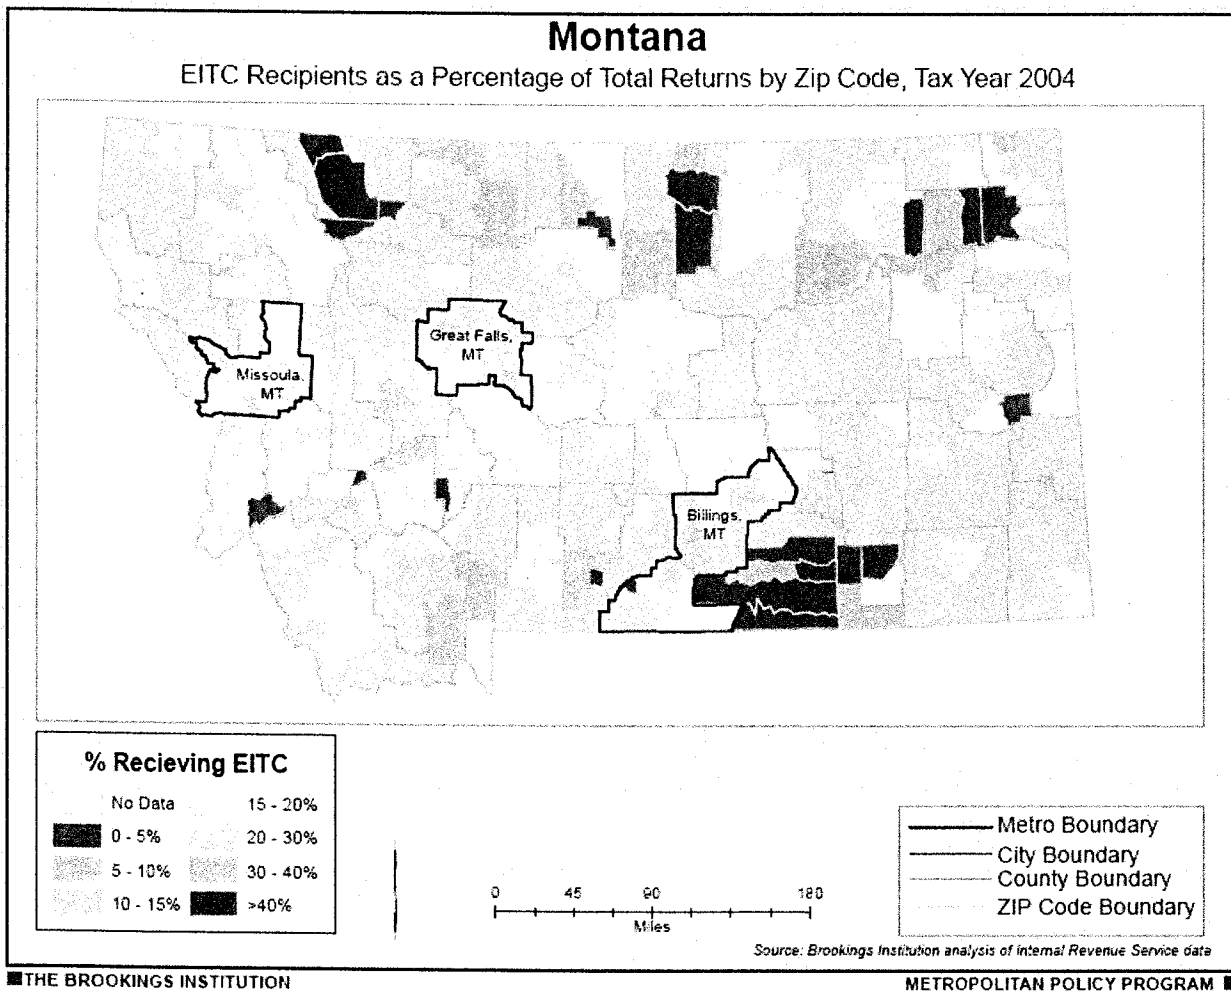 Montana
EITC Recipients as a Percentage of Total Returns by Zip Code, Tax Year 2004
Great Falls,
MT
Missoula,
MT
Billings,
MT
% Recieving EITC
No Data
15 - 20%
0 - 5%
20 - 30%
5 - 10%
30 - 40%
10 - 15%
>40%
0 45 90 180
Miles
Metro Boundary
City Boundary
County Boundary
ZIP Code Boundary
Source: Brookings Institution analysis of Internal Revenue Service data
THE BROOKINGS INSTITUTION
METROPOLITAN POLICY PROGRAM